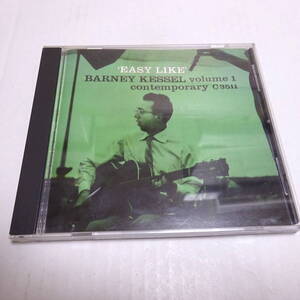 'EASY LIKE'
BARNEY KESSEL volume 1
contemporary C3511